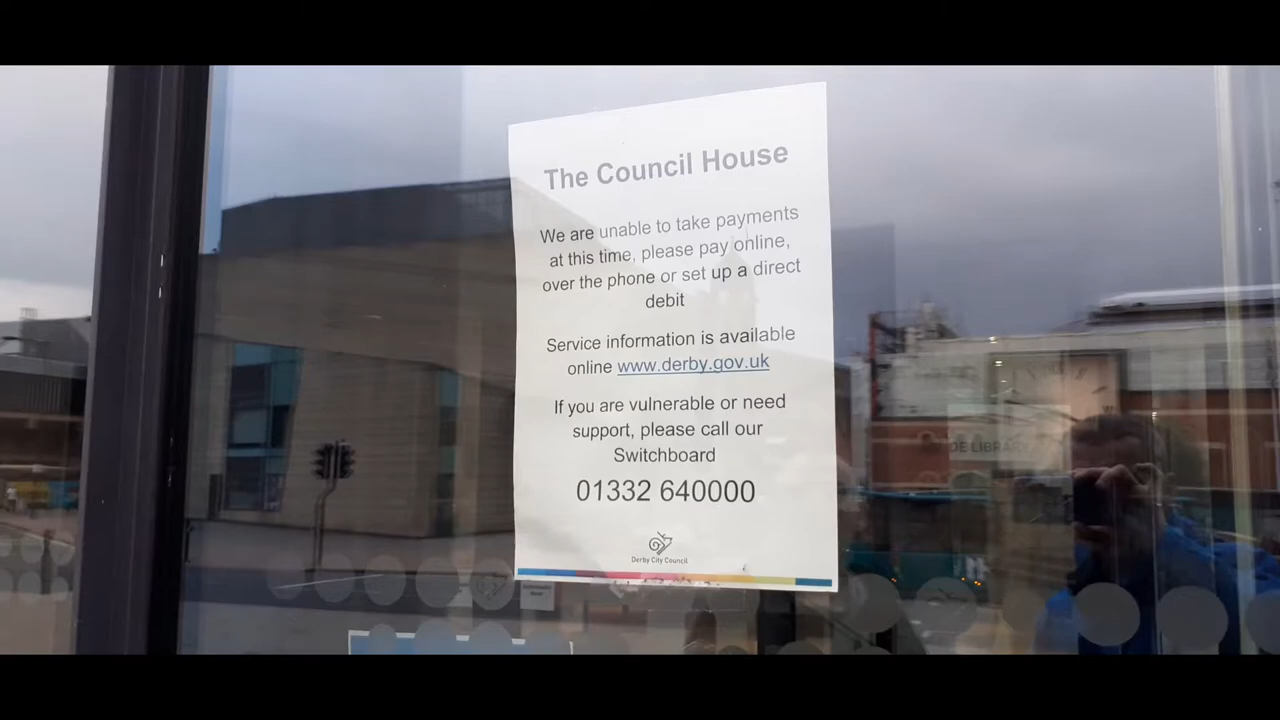 The Council House
We are unable to take payments
at this time, please pay online,
over the phone or set up a direct
debit
Service information is available
online www.derby.gov.uk
If you are vulnerable or need
support, please call our
Switchboard
01332 640000
Derby City Council
DE LIBRARY